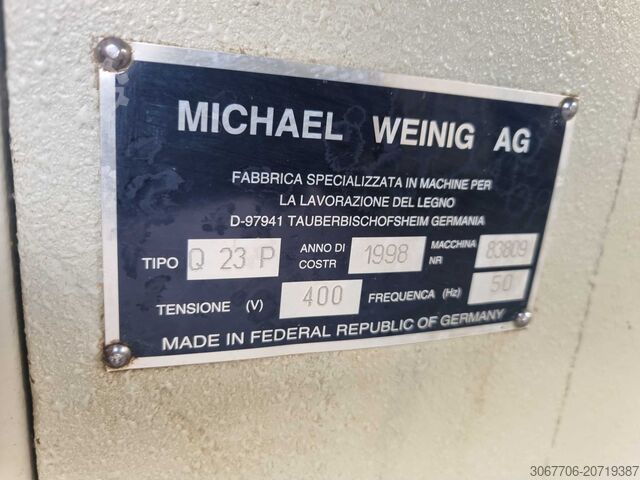 MICHAEL WEINIG AG
FABBRICA SPECIALIZZATA IN MACHINE PER
LA LAVORAZIONE DEL LEGNO
D-97941 TAUBERBISCHOFSHEIM GERMANIA
TIPO Q 23 P ANNO DI COSTR 1998 MACCHINA NR 83809
TENSIONE (V) 400 FREQUENCA (Hz) 50
MADE IN FEDERAL REPUBLIC OF GERMANY
3067706-20719387